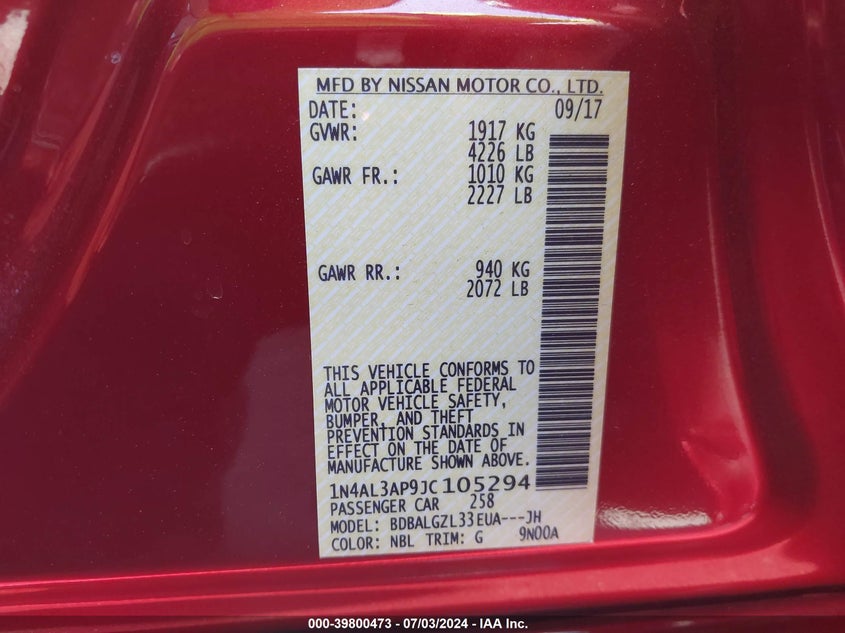 MFD BY NISSAN MOTOR CO., LTD.
DATE: 09/17
GVWR: 1917 KG
4226 LB
GAWR FR.: 1010 KG
2227 LB
GAWR RR.: 940 KG
2072 LB
THIS VEHICLE CONFORMS TO
ALL APPLICABLE FEDERAL
MOTOR VEHICLE SAFETY,
BUMPER, AND THEFT
PREVENTION STANDARDS IN
EFFECT ON THE DATE OF
MANUFACTURE SHOWN ABOVE.
1N4AL3AP9JC105294
PASSENGER CAR 258
MODEL: BDBALGZL33EUA---JH
COLOR: NBL TRIM: G 9N00A
000-39800473 - 07/03/2024 - IAA Inc.